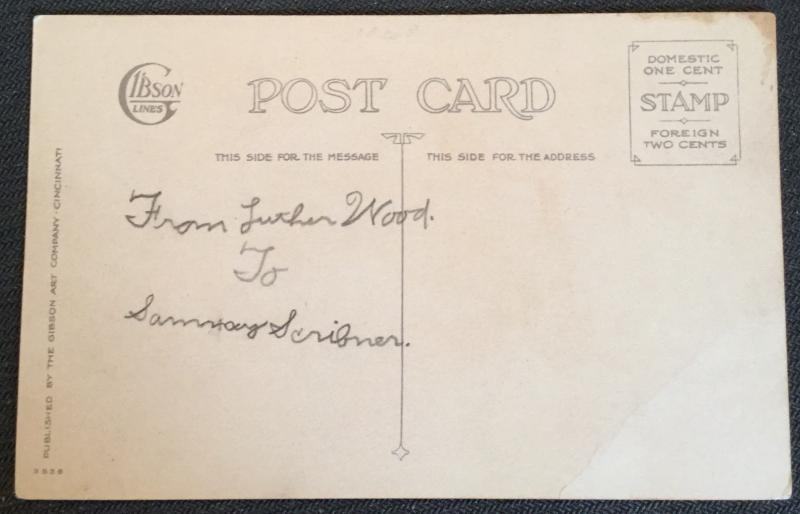 GIBSON
LINES
POST CARD
DOMESTIC
ONE CENT
STAMP
FOREIGN
TWO CENTS
THIS SIDE FOR THE MESSAGE
THIS SIDE FOR THE ADDRESS
From Luther Wood.
To
Scribner.
PUBLISHED BY THE GIBSON ART COMPANY · CINCINNATI